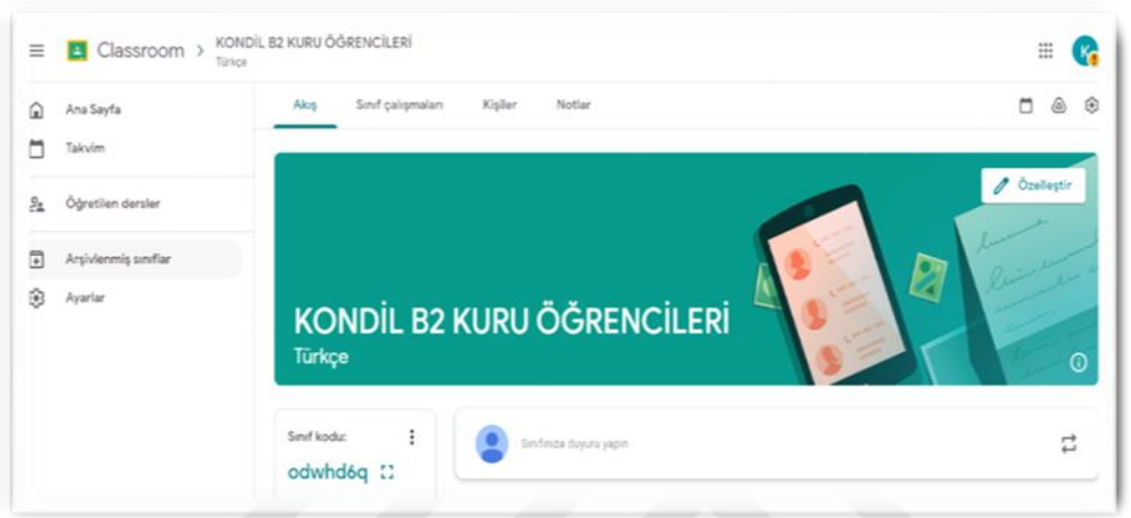 Classroom > KONDİL B2 KURU ÖĞRENCİLERİ
Türkçe
K
Ana Sayfa
Takvim
Öğretilen dersler
Arşivlenmiş sınıflar
Ayarlar
Akış Sınıf çalışmaları Kişiler Notlar
Özelleştir
KONDİL B2 KURU ÖĞRENCİLERİ
Türkçe
Sınıf kodu:
odwhd6q
Sınıfınıza duyuru yapın